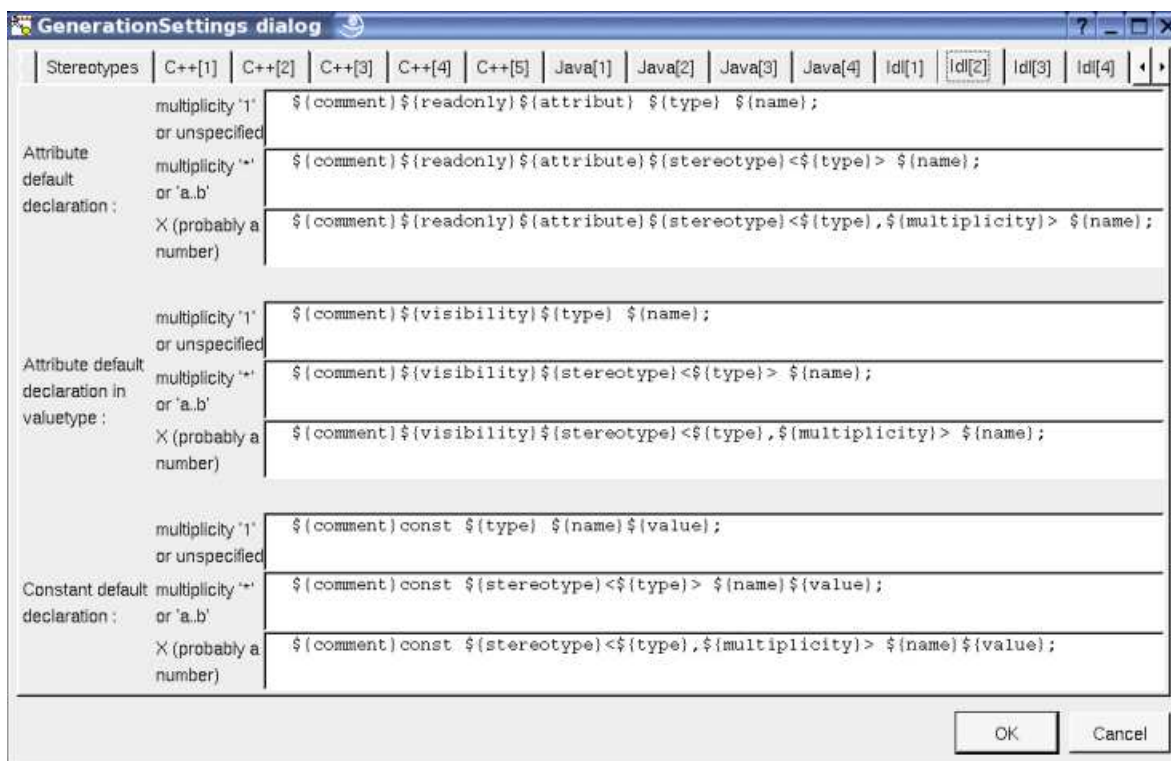 GenerationSettings dialog
Stereotypes C++[1] C++[2] C++[3] C++[4] C++[5] Java[1] Java[2] Java[3] Java[4] Idl[1] Idl[2] Idl[3] Idl[4]
Attribute
default
declaration :
multiplicity '1'
or unspecified
${comment}${readonly}${attribut} ${type} ${name};
multiplicity '*'
or 'a..b'
${comment}${readonly}${attribute}${stereotype}<${type}> ${name};
X (probably a
number)
${comment}${readonly}${attribute}${stereotype}<${type},${multiplicity}> ${name};
Attribute default
declaration in
valuetype :
multiplicity '1'
or unspecified
${comment}${visibility}${type} ${name};
multiplicity '*'
or 'a..b'
${comment}${visibility}${stereotype}<${type}> ${name};
X (probably a
number)
${comment}${visibility}${stereotype}<${type},${multiplicity}> ${name};
Constant default
declaration :
multiplicity '1'
or unspecified
${comment}const ${type} ${name}${value};
multiplicity '*'
or 'a..b'
${comment}const ${stereotype}<${type}> ${name}${value};
X (probably a
number)
${comment}const ${stereotype}<${type},${multiplicity}> ${name}${value};
OK Cancel